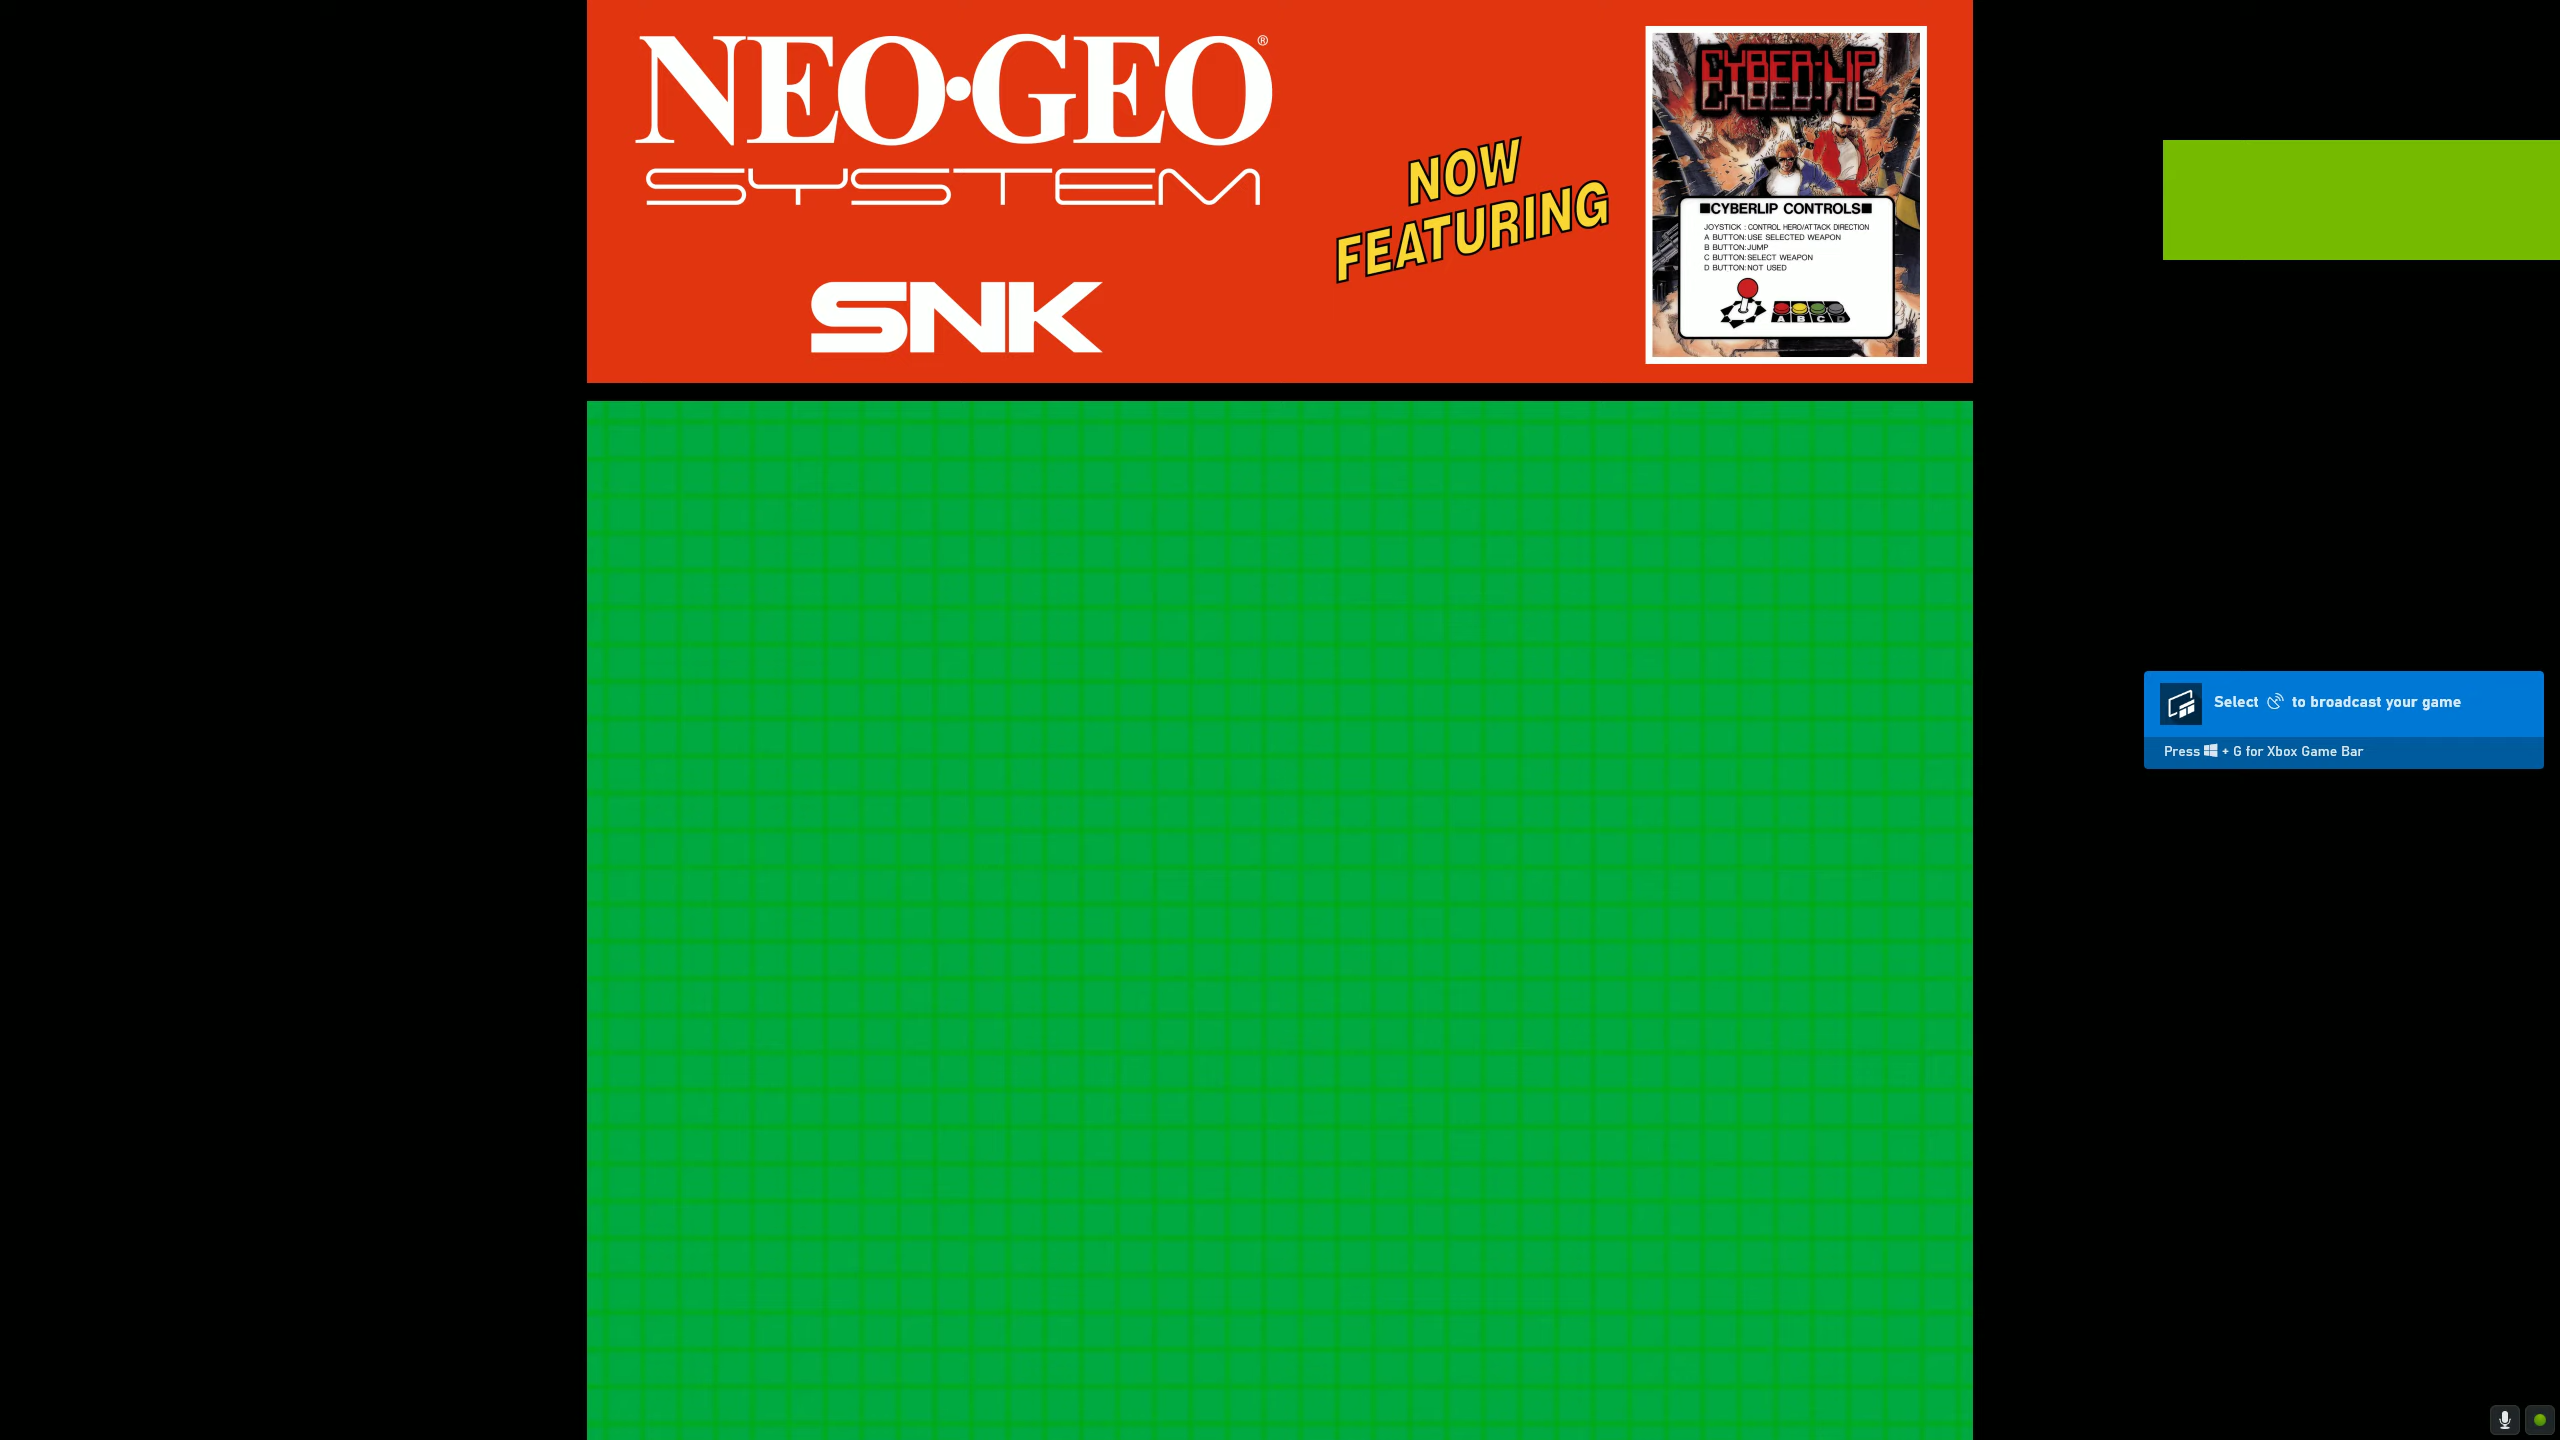 NEO•GEO®
SYSTEM
SNK
NOW
FEATURING
CYBER-LIP
■CYBERLIP CONTROLS■
JOYSTICK : CONTROL HERO/ATTACK DIRECTION
A BUTTON:USE SELECTED WEAPON
B BUTTON:JUMP
C BUTTON:SELECT WEAPON
D BUTTON:NOT USED
A B C D
Select to broadcast your game
Press + G for Xbox Game Bar